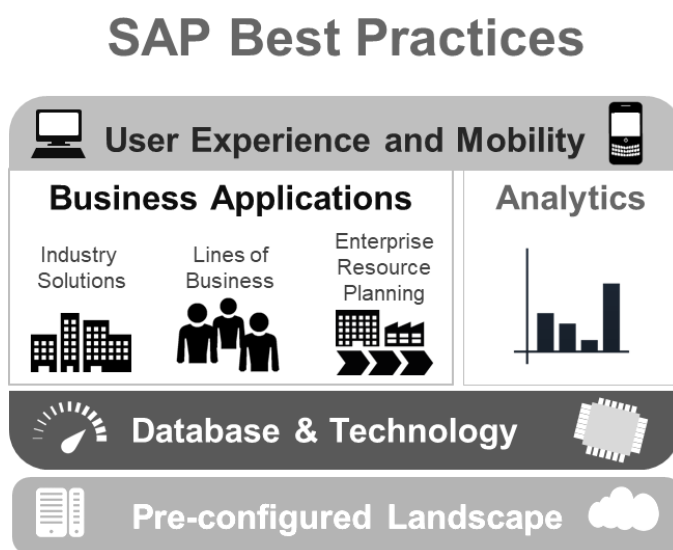 SAP Best Practices
User Experience and Mobility
Business Applications
Analytics
Industry
Solutions
Lines of
Business
Enterprise
Resource
Planning
Database & Technology
Pre-configured Landscape